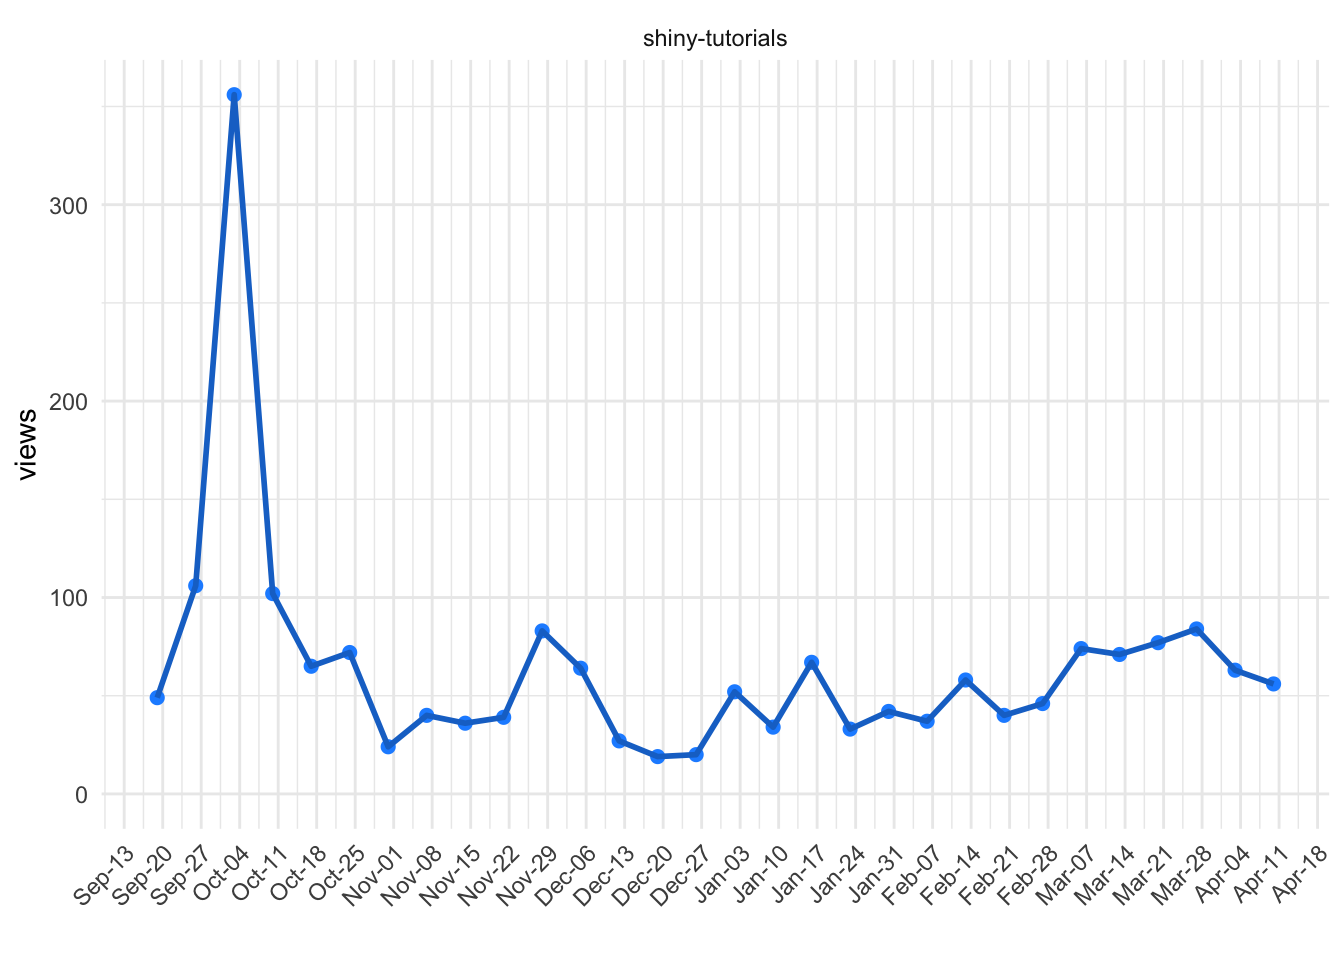 shiny-tutorials
views
300
200
100
0
Sep-13
Sep-20
Sep-27
Oct-04
Oct-11
Oct-18
Oct-25
Nov-01
Nov-08
Nov-15
Nov-22
Nov-29
Dec-06
Dec-13
Dec-20
Dec-27
Jan-03
Jan-10
Jan-17
Jan-24
Jan-31
Feb-07
Feb-14
Feb-21
Feb-28
Mar-07
Mar-14
Mar-21
Mar-28
Apr-04
Apr-11
Apr-18